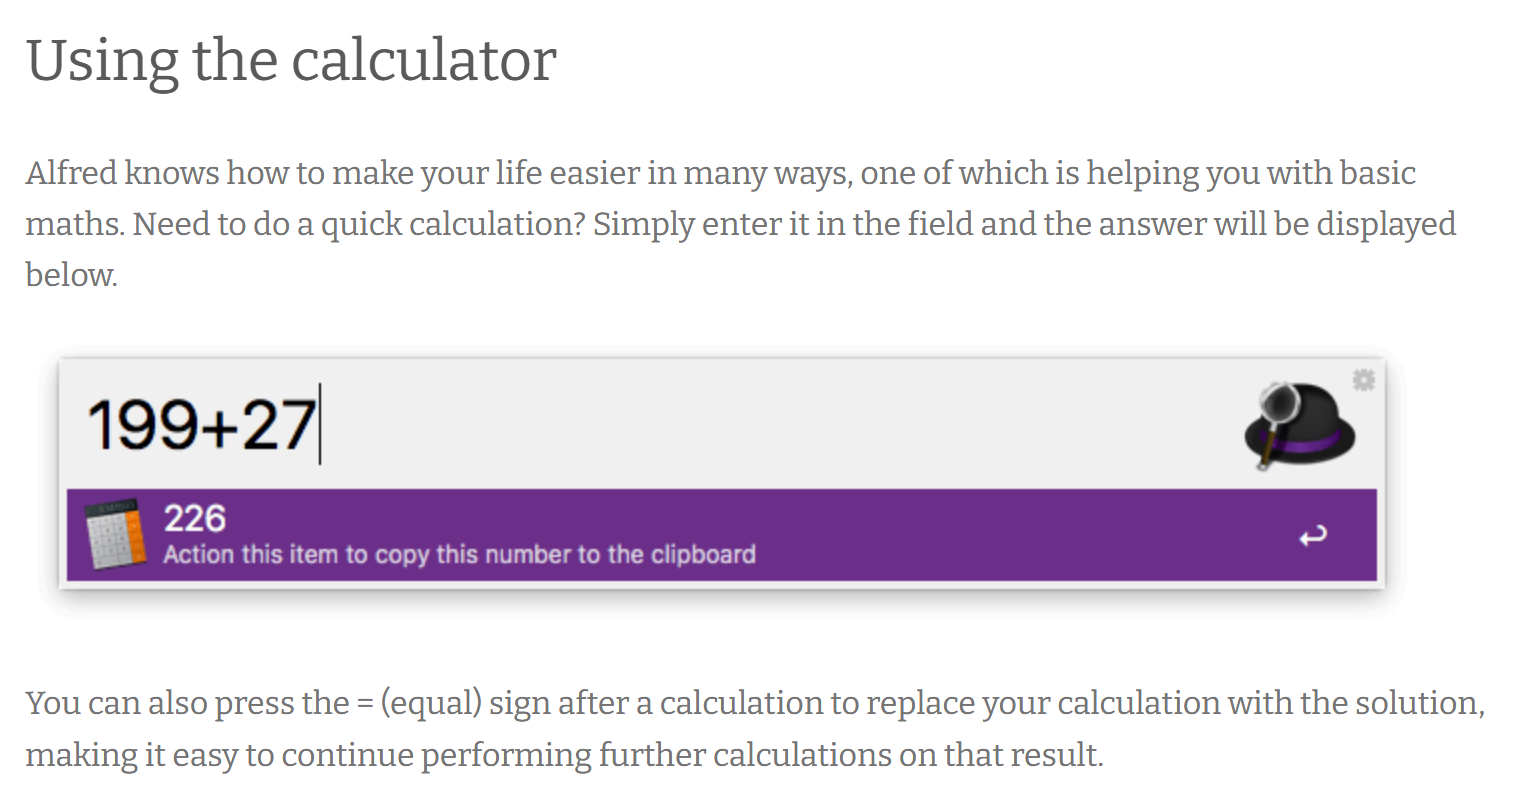 Using the calculator
Alfred knows how to make your life easier in many ways, one of which is helping you with basic
maths. Need to do a quick calculation? Simply enter it in the field and the answer will be displayed
below.
199+27
226
Action this item to copy this number to the clipboard
You can also press the = (equal) sign after a calculation to replace your calculation with the solution,
making it easy to continue performing further calculations on that result.